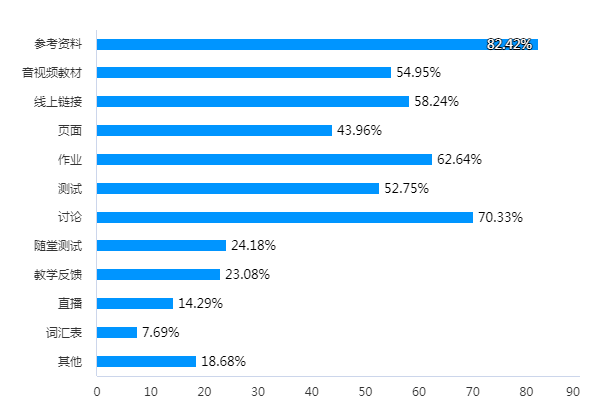 参考资料 82.42%
音视频教材 54.95%
线上链接 58.24%
页面 43.96%
作业 62.64%
测试 52.75%
讨论 70.33%
随堂测试 24.18%
教学反馈 23.08%
直播 14.29%
词汇表 7.69%
其他 18.68%
0 10 20 30 40 50 60 70 80 90